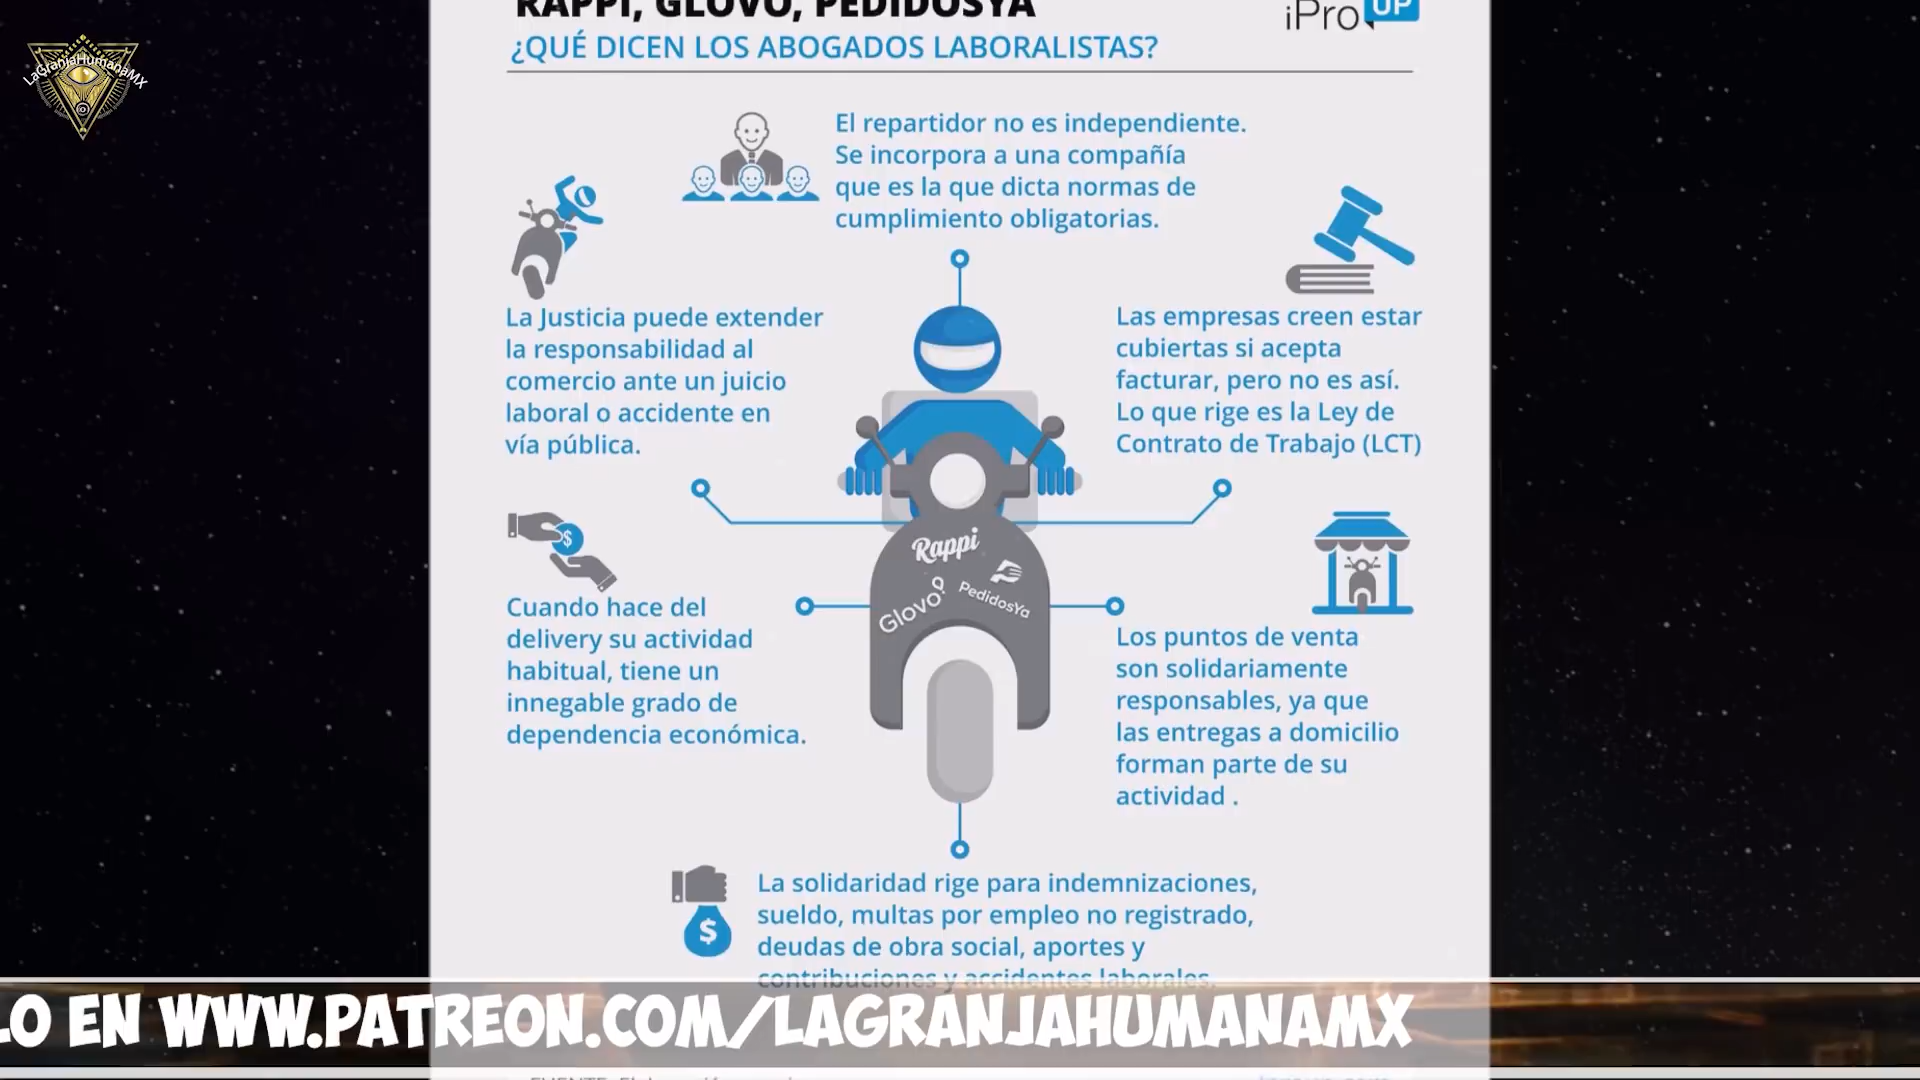 RAPPI, GLOVO, PEDIDOSYA
iPro UP
¿QUÉ DICEN LOS ABOGADOS LABORALISTAS?
LaGranjaHumanaMX
El repartidor no es independiente.
Se incorpora a una compañía
que es la que dicta normas de
cumplimiento obligatorias.
La Justicia puede extender
la responsabilidad al
comercio ante un juicio
laboral o accidente en
vía pública.
Las empresas creen estar
cubiertas si acepta
facturar, pero no es así.
Lo que rige es la Ley de
Contrato de Trabajo (LCT)
Rappi
Glovo
PedidosYa
$
Cuando hace del
delivery su actividad
habitual, tiene un
innegable grado de
dependencia económica.
Los puntos de venta
son solidariamente
responsables, ya que
las entregas a domicilio
forman parte de su
actividad .
$
La solidaridad rige para indemnizaciones,
sueldo, multas por empleo no registrado,
deudas de obra social, aportes y
contribuciones y accidentes laborales.
LO EN WWW.PATREON.COM/LAGRANJAHUMANAMX